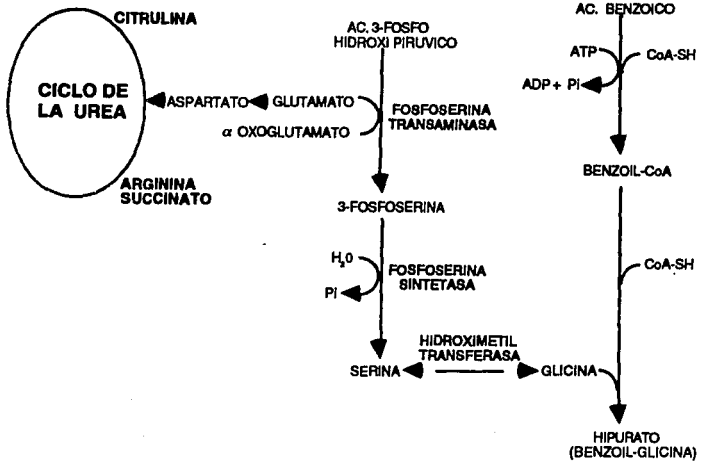 CITRULINA
CICLO DE
LA UREA
ARGININA
SUCCINATO
ASPARTATO
GLUTAMATO
α OXOGLUTAMATO
AC. 3-FOSFO
HIDROXI PIRUVICO
FOSFOSERINA
TRANSAMINASA
3-FOSFOSERINA
H₂0
Pi
FOSFOSERINA
SINTETASA
SERINA
HIDROXIMETIL
TRANSFERASA
GLICINA
AC. BENZOICO
ATP
CoA-SH
ADP + Pi
BENZOIL-CoA
CoA-SH
HIPURATO
(BENZOIL-GLICINA)